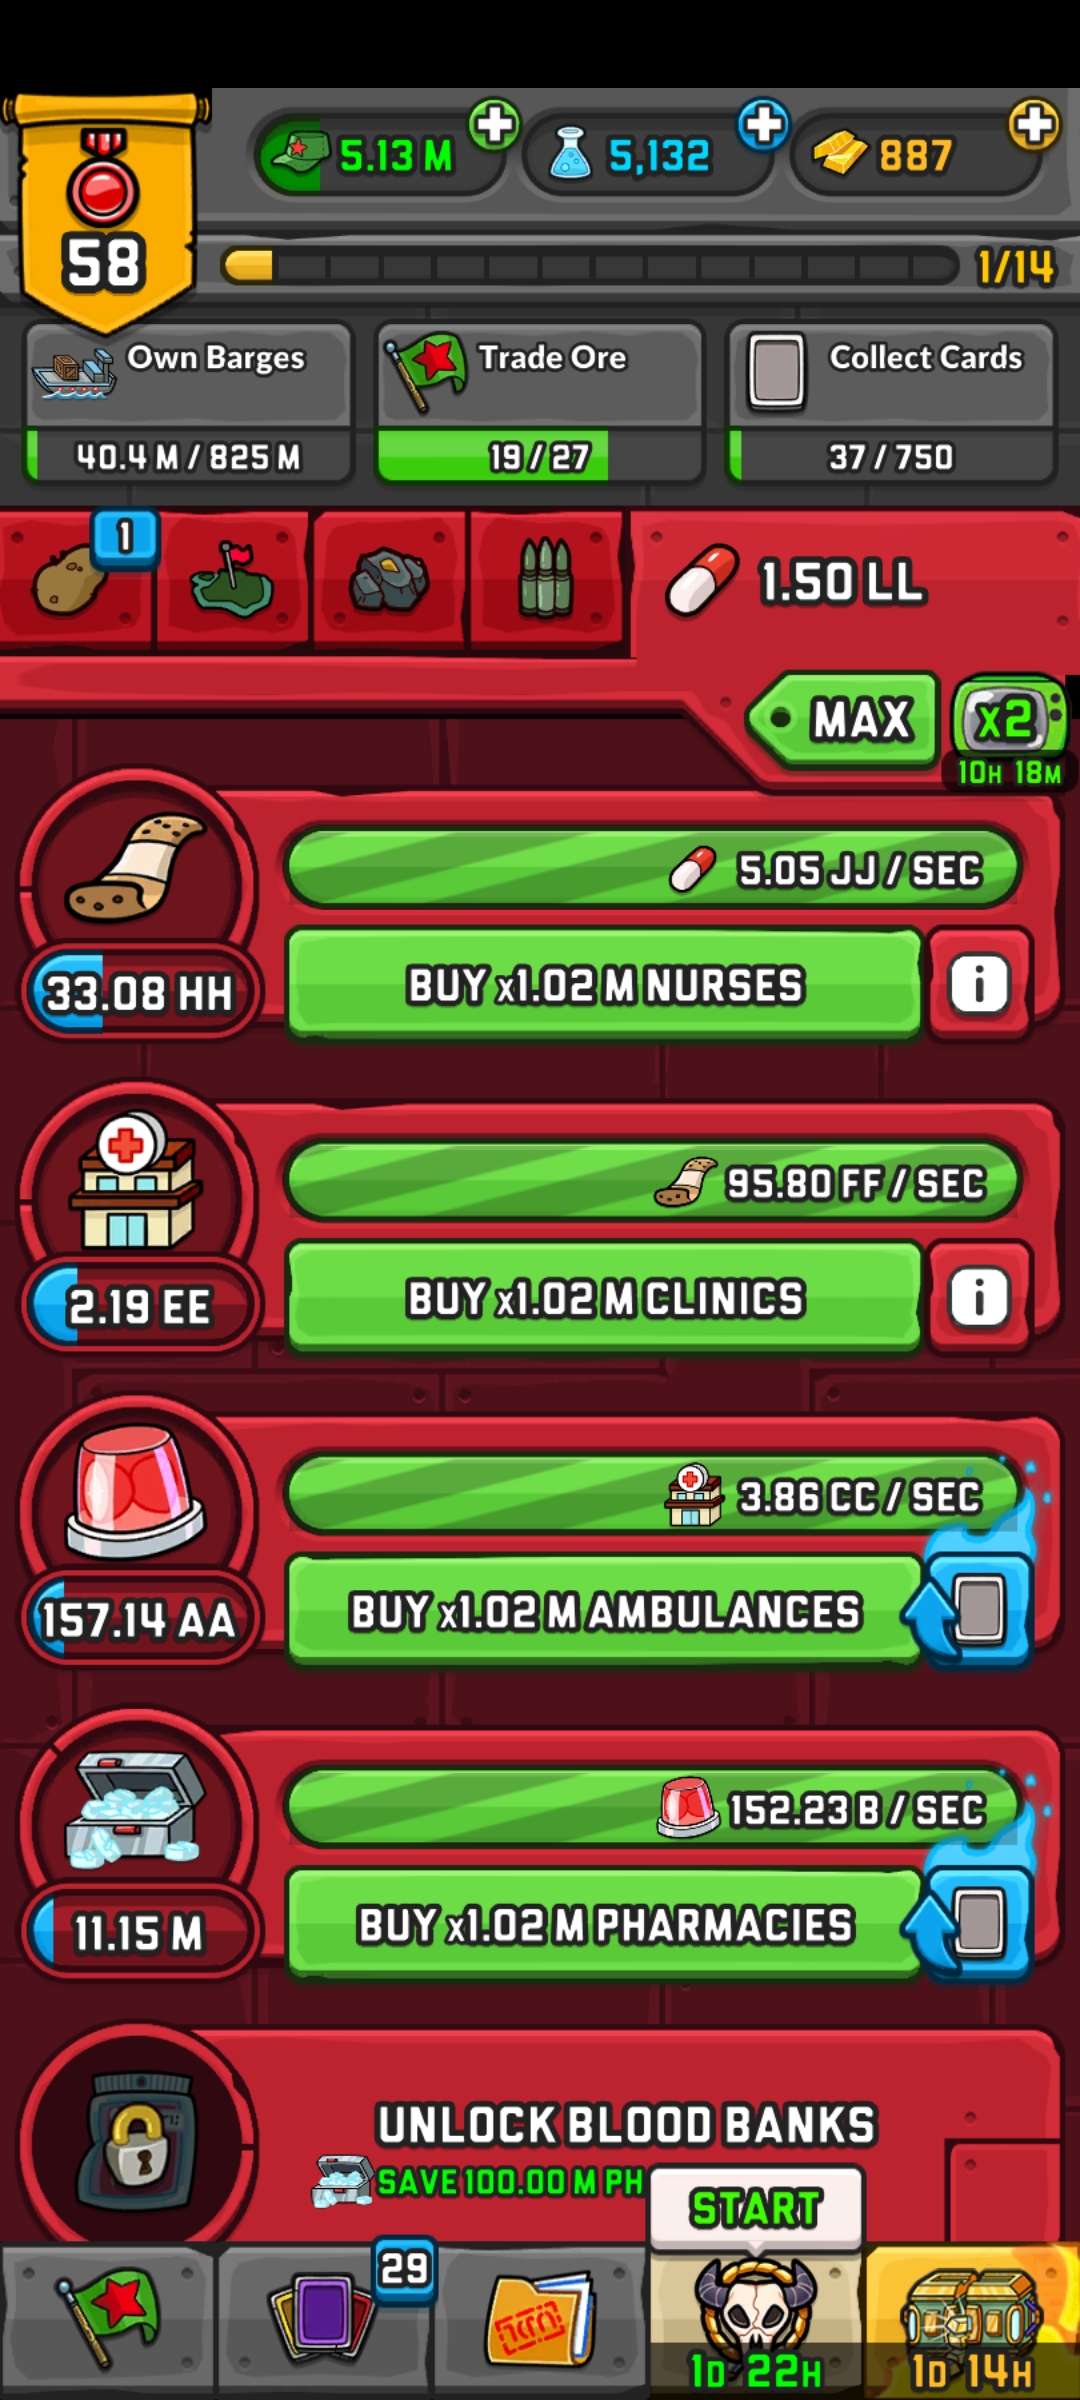 5.13 M
5,132
887
58
1/14
Own Barges
Trade Ore
Collect Cards
40.4 M / 825 M
19 / 27
37 / 750
1
1.50 LL
MAX
x2
10H 18M
5.05 JJ / SEC
33.08 HH
BUY x1.02 M NURSES
i
95.80 FF / SEC
2.19 EE
BUY x1.02 M CLINICS
i
3.86 CC / SEC
157.14 AA
BUY x1.02 M AMBULANCES
152.23 B / SEC
11.15 M
BUY x1.02 M PHARMACIES
UNLOCK BLOOD BANKS
SAVE 100.00 M PH
START
29
1D 22H
1D 14H